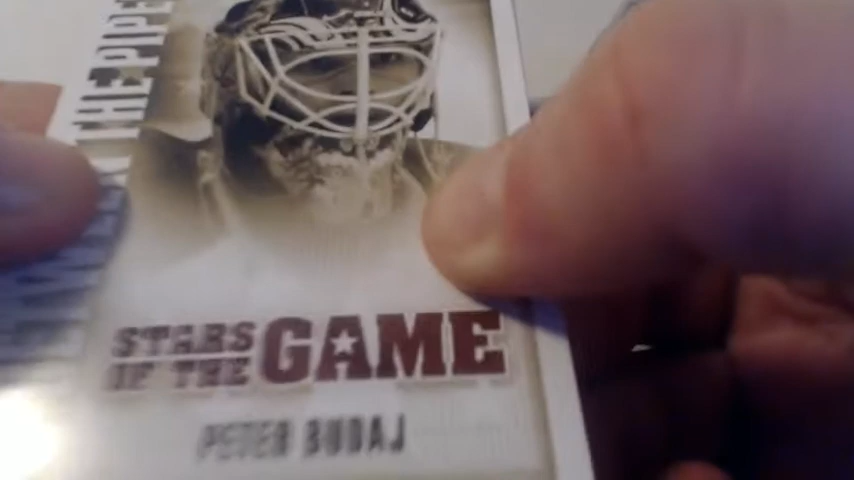 THE PIPE
STARS
OF THE GAME
PETER BUDAJ